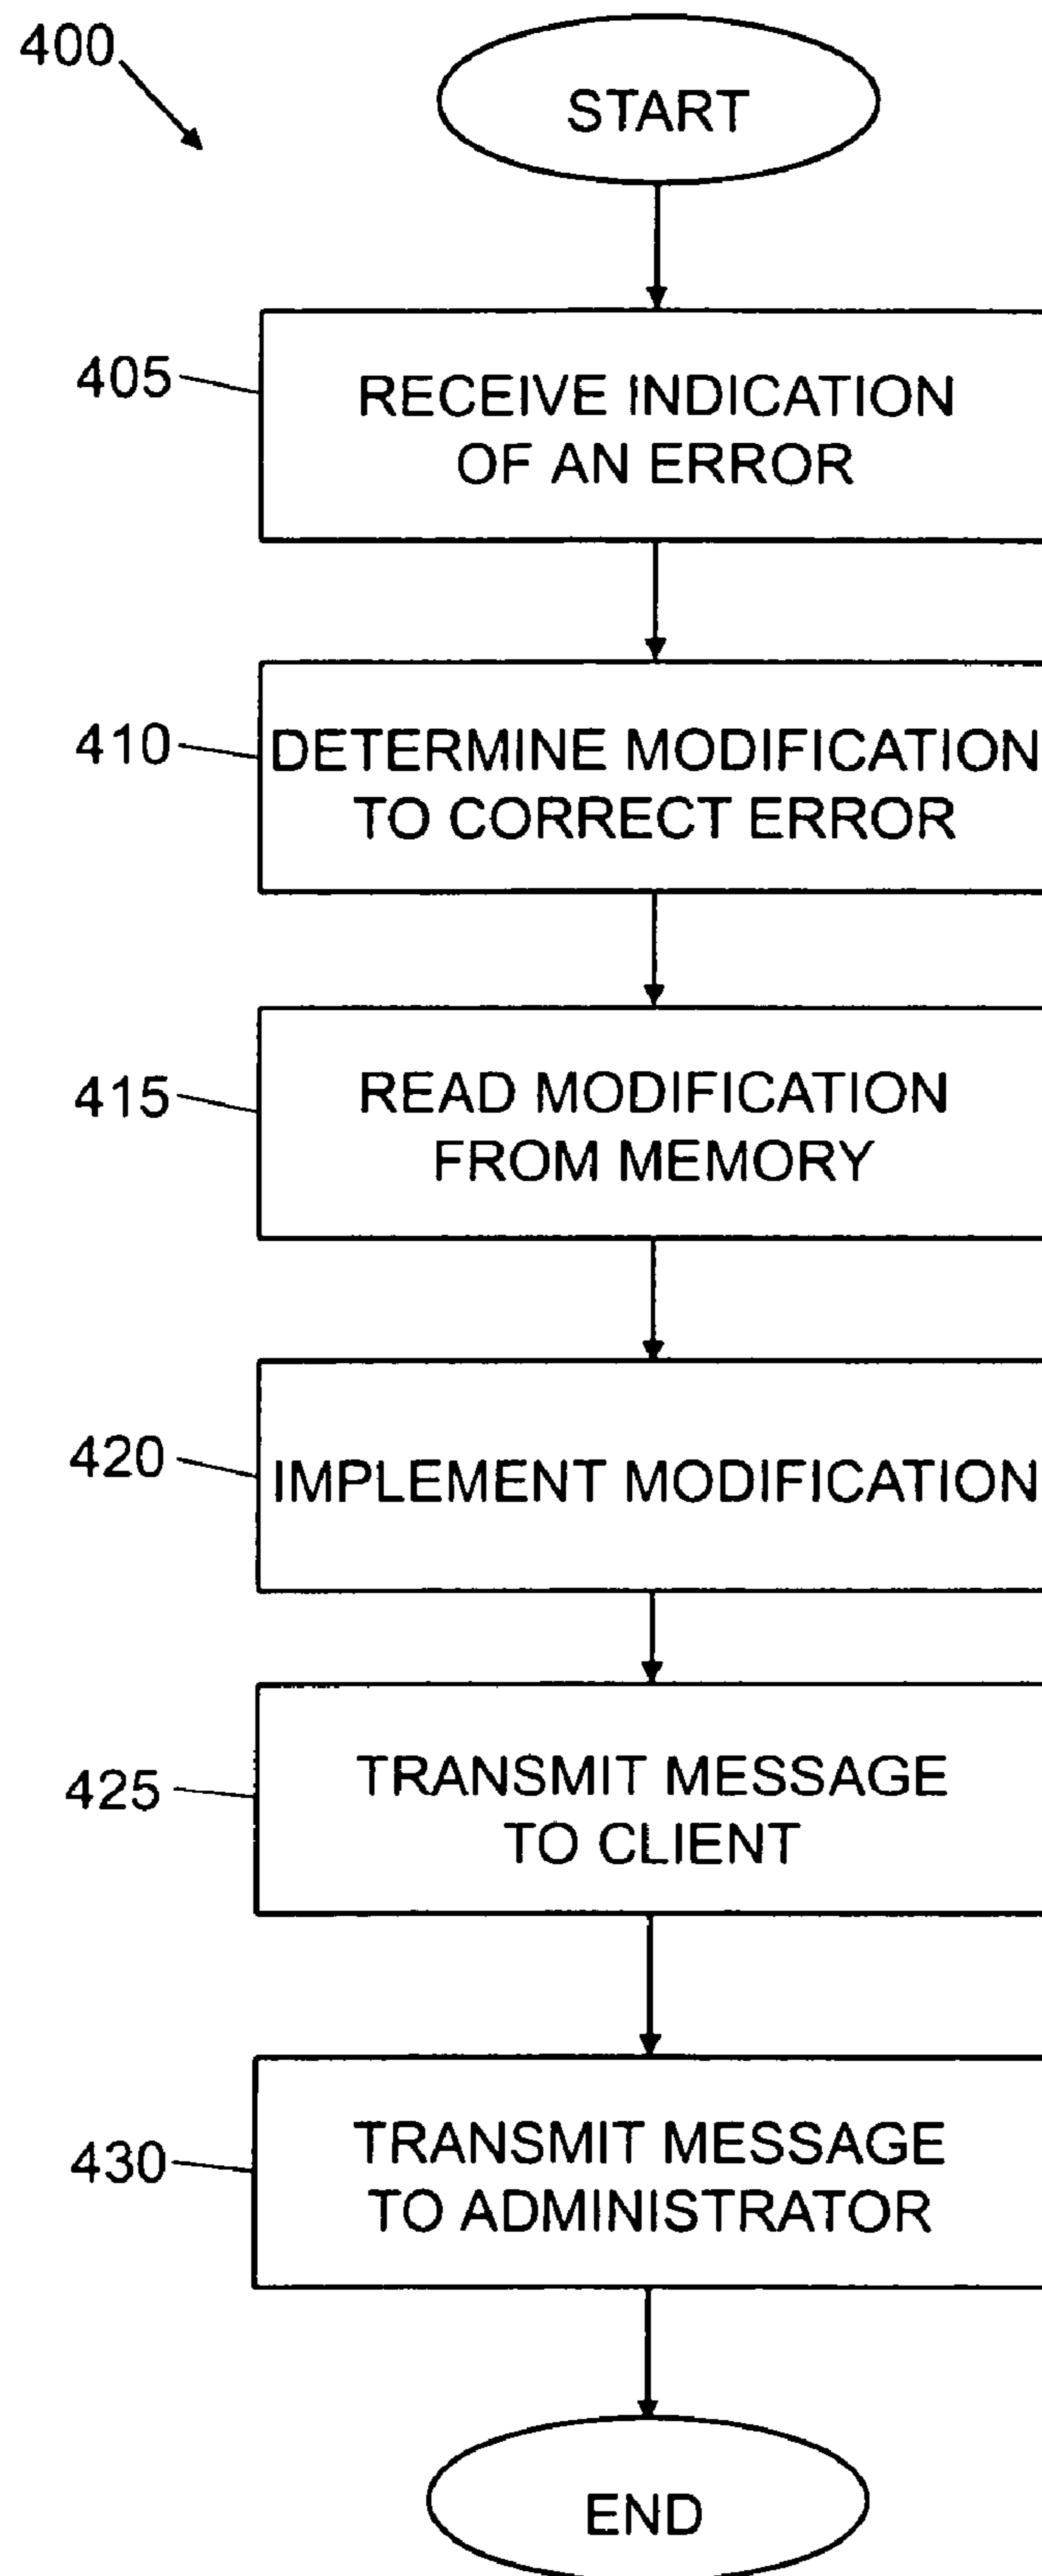 400
START
405
RECEIVE INDICATION
OF AN ERROR
410
DETERMINE MODIFICATION
TO CORRECT ERROR
415
READ MODIFICATION
FROM MEMORY
420
IMPLEMENT MODIFICATION
425
TRANSMIT MESSAGE
TO CLIENT
430
TRANSMIT MESSAGE
TO ADMINISTRATOR
END